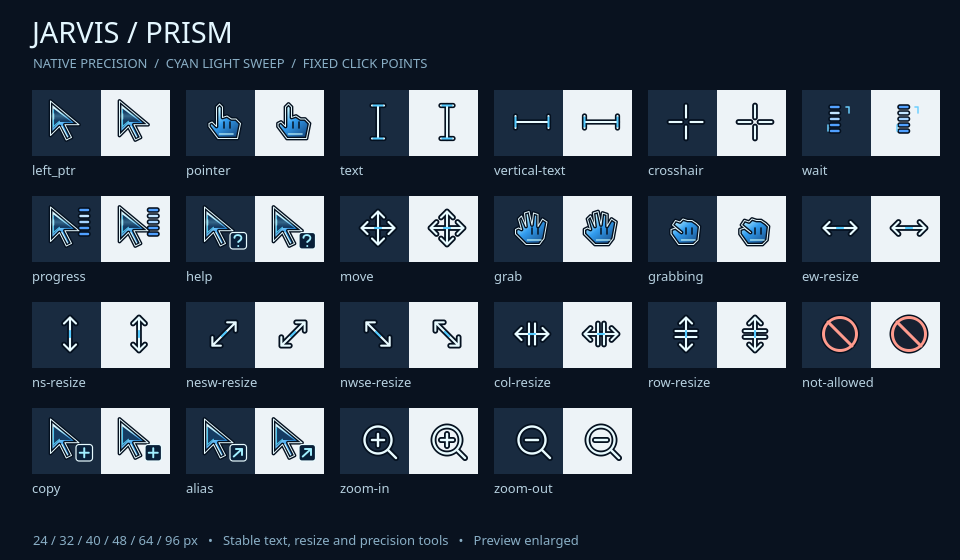 JARVIS / PRISM
NATIVE PRECISION / CYAN LIGHT SWEEP / FIXED CLICK POINTS
left_ptr pointer text vertical-text crosshair wait
progress help move grab grabbing ew-resize
ns-resize nesw-resize nwse-resize col-resize row-resize not-allowed
copy alias zoom-in zoom-out
24 / 32 / 40 / 48 / 64 / 96 px • Stable text, resize and precision tools • Preview enlarged